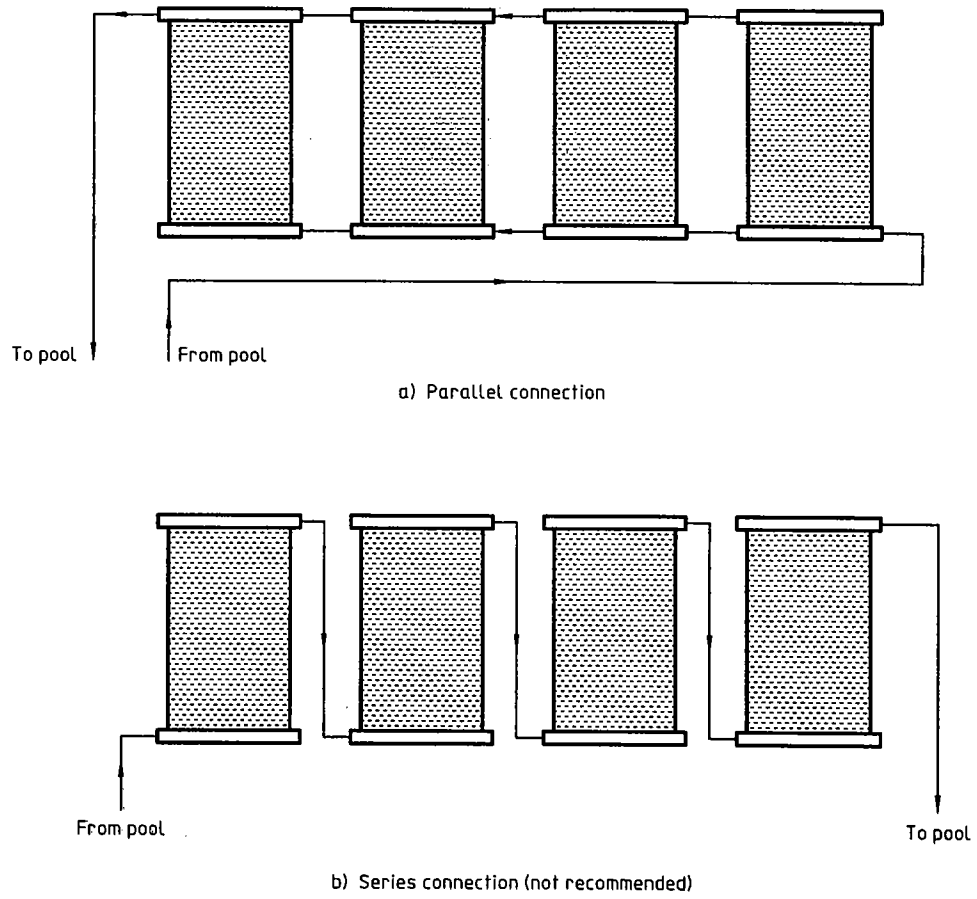 To pool
From pool
a) Parallel connection
From pool
To pool
b) Series connection (not recommended)